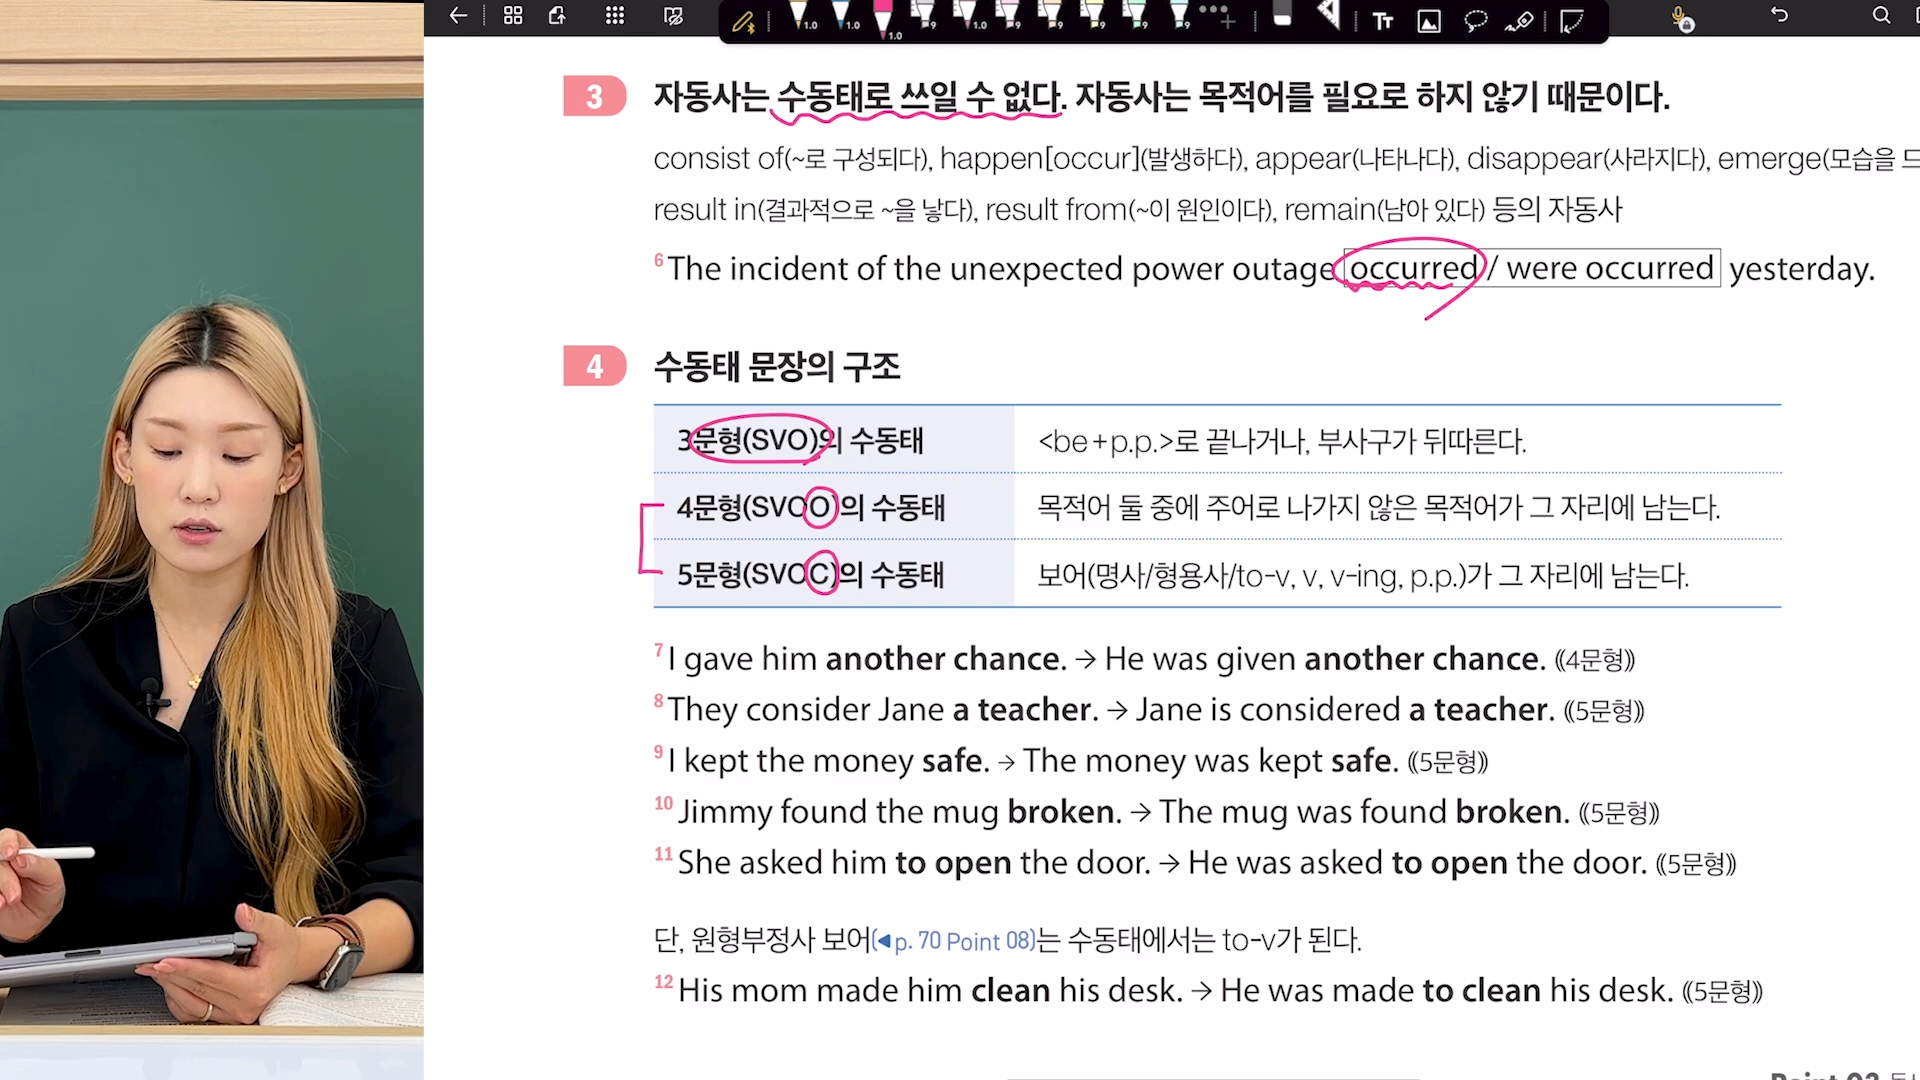 1.0 1.0 1.0 9 1.0 9 9 9 9 9 Tr
3 자동사는 수동태로 쓰일 수 없다. 자동사는 목적어를 필요로 하지 않기 때문이다.
consist of(~로 구성되다), happen[occur](발생하다), appear(나타나다), disappear(사라지다), emerge(모습을 드
result in(결과적으로 ~을 낳다), result from(~이 원인이다), remain(남아 있다) 등의 자동사
6 The incident of the unexpected power outage occurred / were occurred yesterday.
4 수동태 문장의 구조
3문형(SVO)의 수동태 <be+p.p.>로 끝나거나, 부사구가 뒤따른다.
4문형(SVOO)의 수동태 목적어 둘 중에 주어로 나가지 않은 목적어가 그 자리에 남는다.
5문형(SVOC)의 수동태 보어(명사/형용사/to-v, v, v-ing, p.p.)가 그 자리에 남는다.
7 I gave him another chance. → He was given another chance. ((4문형))
8 They consider Jane a teacher. → Jane is considered a teacher. ((5문형))
9 I kept the money safe. → The money was kept safe. ((5문형))
10 Jimmy found the mug broken. → The mug was found broken. ((5문형))
11 She asked him to open the door. → He was asked to open the door. ((5문형))
단, 원형부정사 보어(◀p. 70 Point 08)는 수동태에서는 to-v가 된다.
12 His mom made him clean his desk. → He was made to clean his desk. ((5문형))